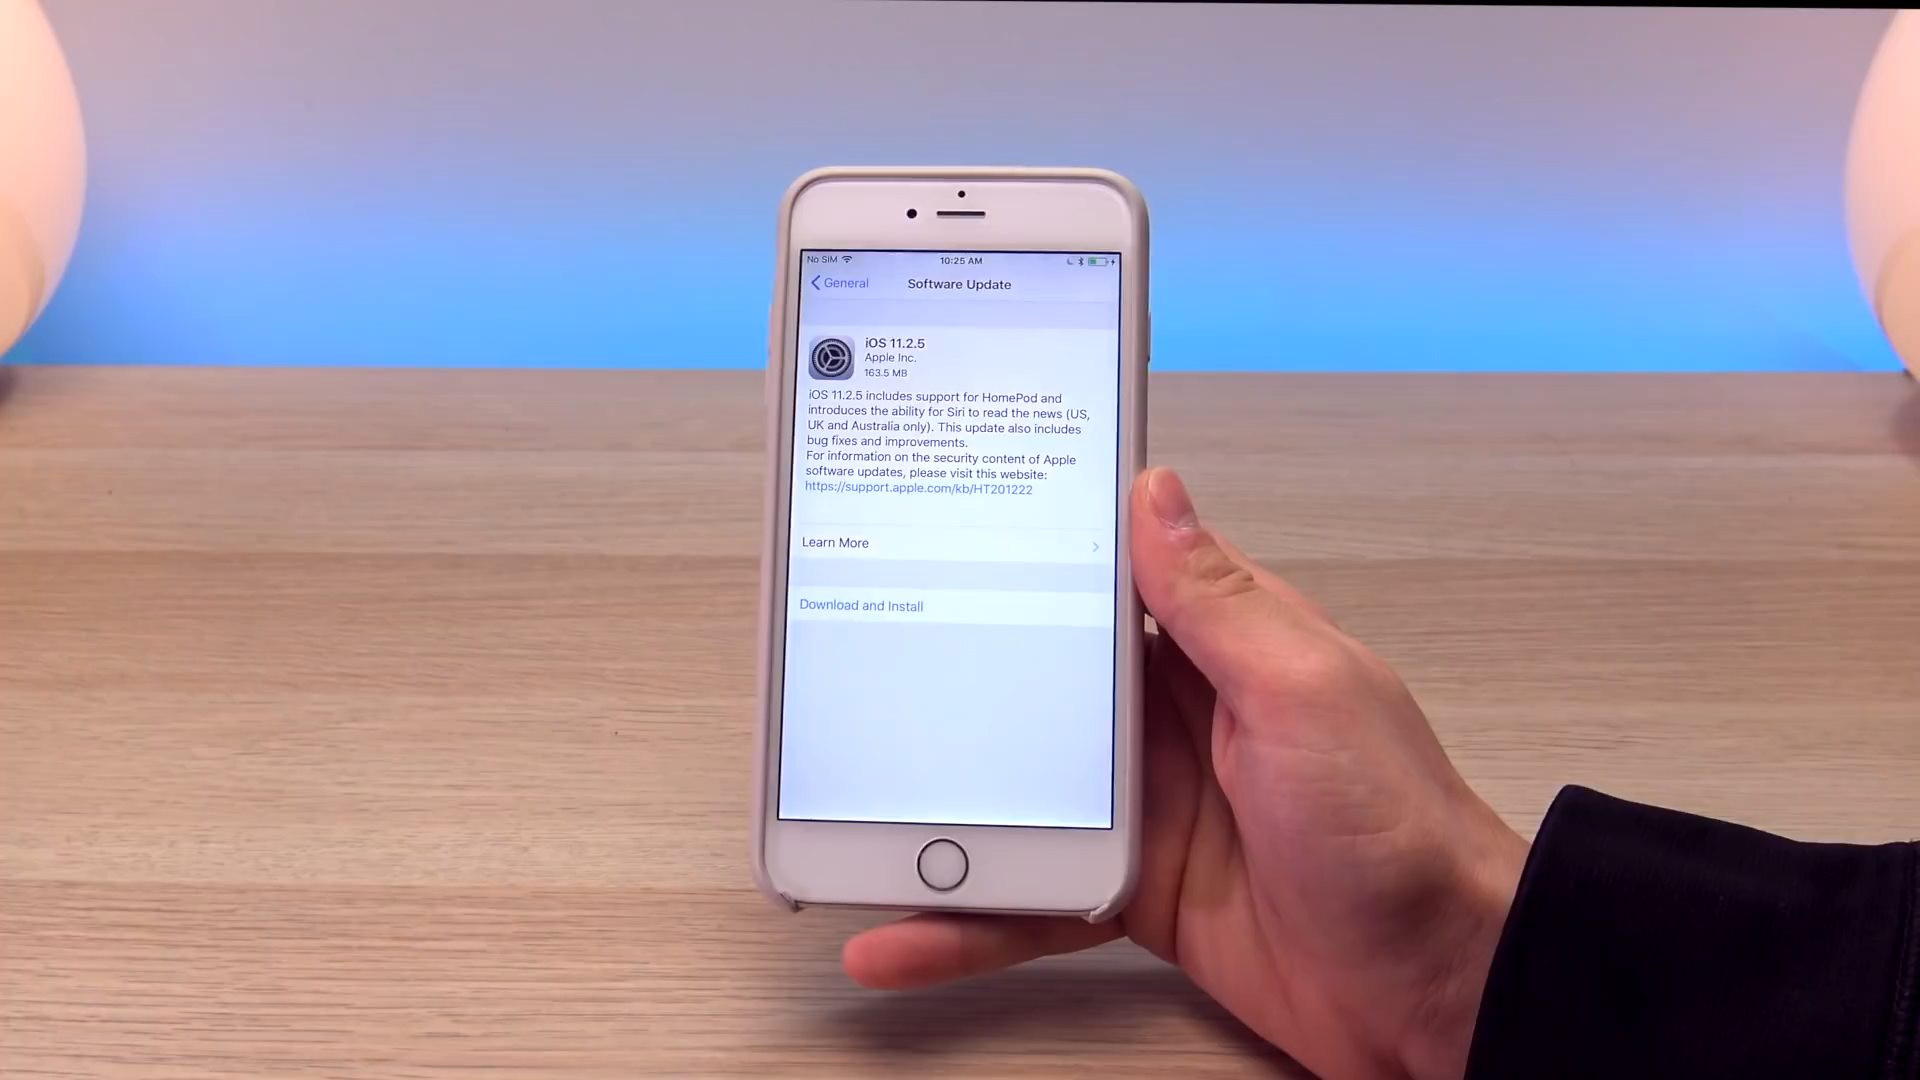 No SIM
10:25 AM
General
Software Update
iOS 11.2.5
Apple Inc.
163.5 MB
iOS 11.2.5 includes support for HomePod and
introduces the ability for Siri to read the news (US,
UK and Australia only). This update also includes
bug fixes and improvements.
For information on the security content of Apple
software updates, please visit this website:
https://support.apple.com/kb/HT201222
Learn More
Download and Install